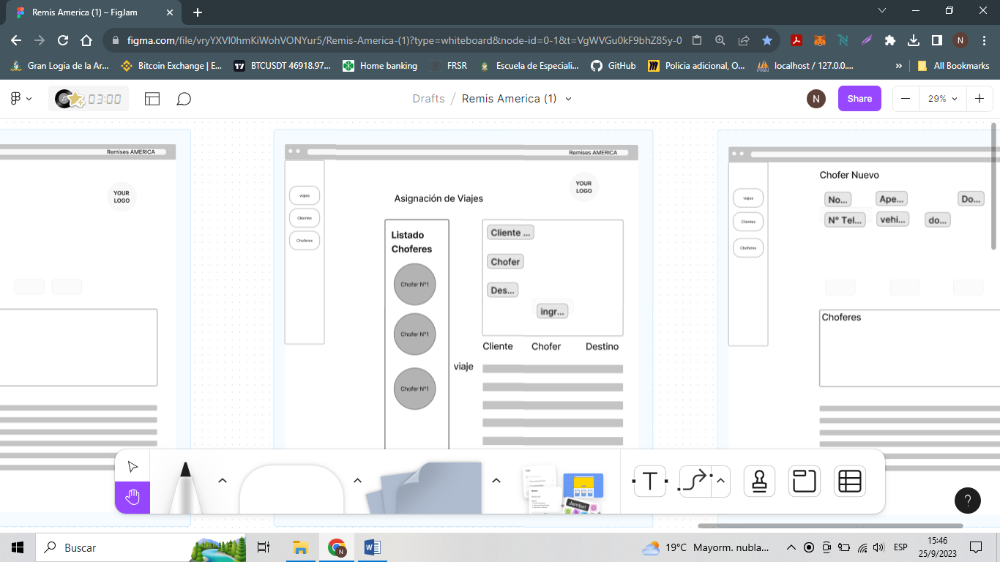 Remis America (1) – FigJam
figma.com/file/vryYXVI0hmKiWohVONYur5/Remis-America-(1)?type=whiteboard&node-id=0-1&t=VgWVGu0kF9bhZ85y-0
N
Gran Logia de la Ar...
Bitcoin Exchange | E...
BTCUSDT 46918.97...
Home banking
FRSR
Escuela de Especiali...
GitHub
Policia adicional, O...
localhost / 127.0.0....
»
All Bookmarks
03:00
Drafts / Remis America (1)
N
Share
29%
Remises AMERICA
YOUR
LOGO
Remises AMERICA
viajes
Clientes
Choferes
YOUR
LOGO
Asignación de Viajes
Listado
Choferes
Chofer N°1
Chofer N°1
Chofer N°1
Cliente ...
Chofer
Des...
ingr...
Cliente Chofer Destino
viaje
viajes
Clientes
Choferes
Chofer Nuevo
No... Ape... Do...
N° Tel... vehi... do...
Choferes
T
Jambot
?
Buscar
N
W
19°C Mayorm. nubla...
ESP
15:46
25/9/2023